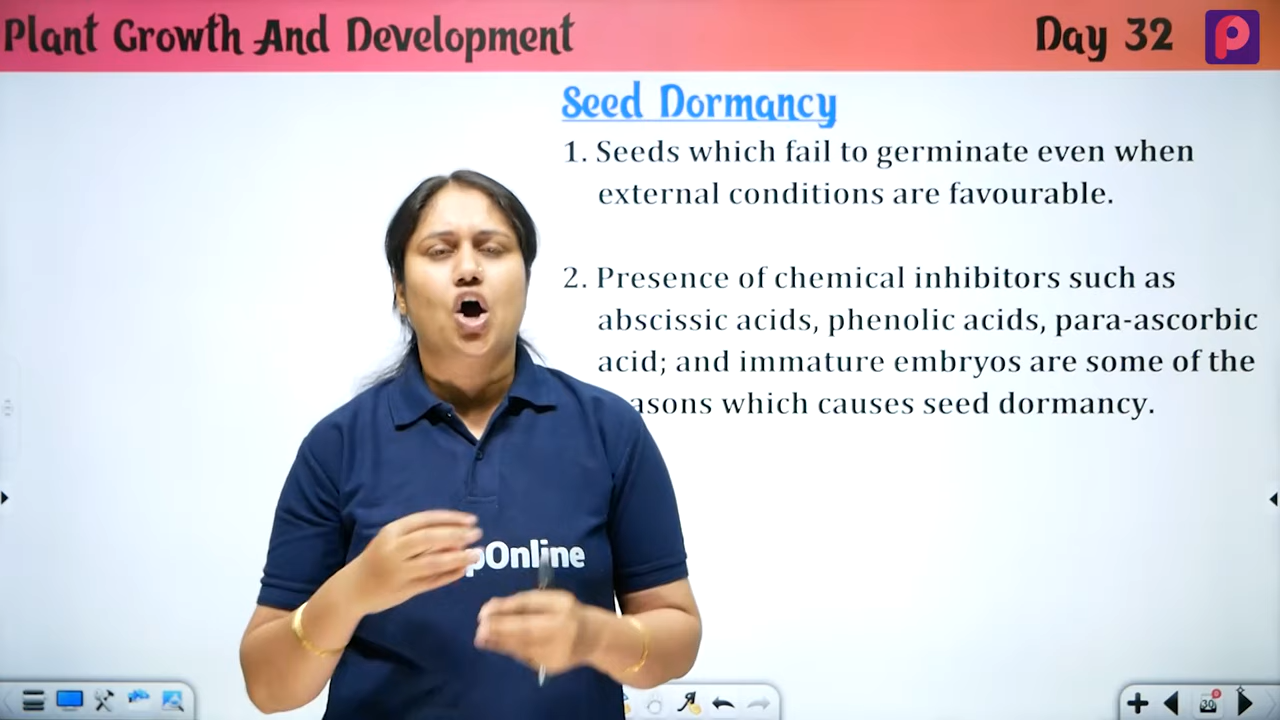 Plant Growth And Development
Day 32
Seed Dormancy
1. Seeds which fail to germinate even when
external conditions are favourable.
2. Presence of chemical inhibitors such as
abscissic acids, phenolic acids, para-ascorbic
acid; and immature embryos are some of the
asons which causes seed dormancy.
pOnline
30